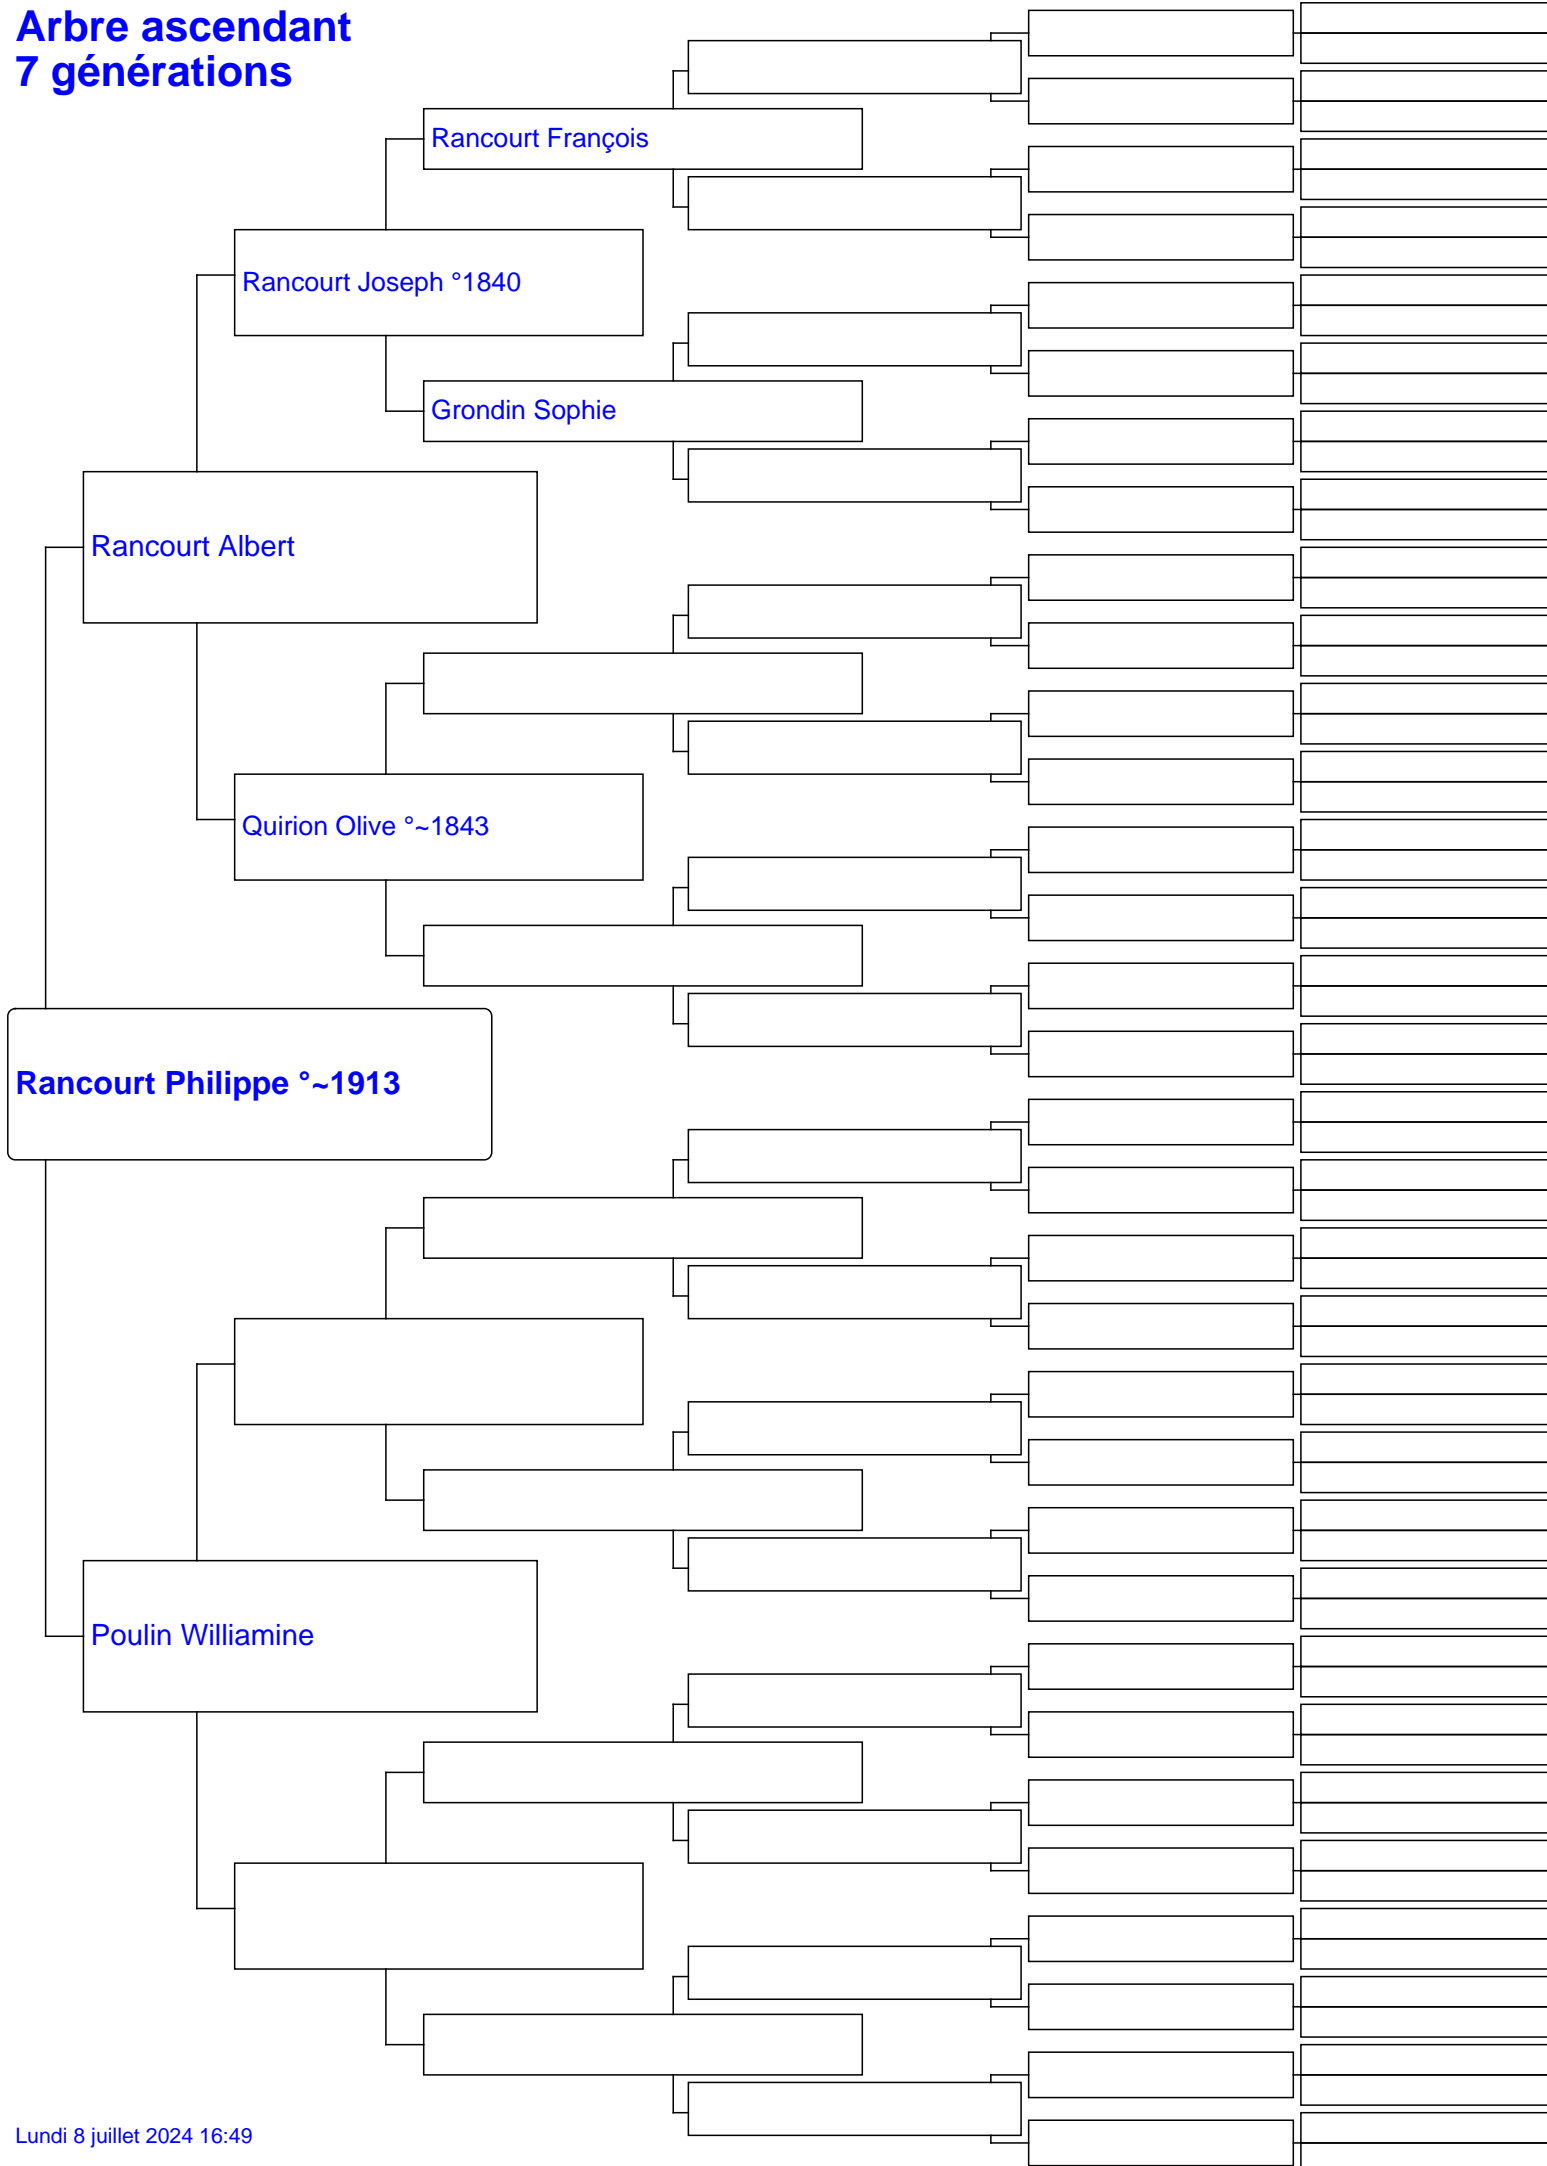 Arbre ascendant
7 générations
Rancourt François
Rancourt Joseph °1840
Grondin Sophie
Rancourt Albert
Quirion Olive °~1843
Rancourt Philippe °~1913
Poulin Williamine
Lundi 8 juillet 2024 16:49